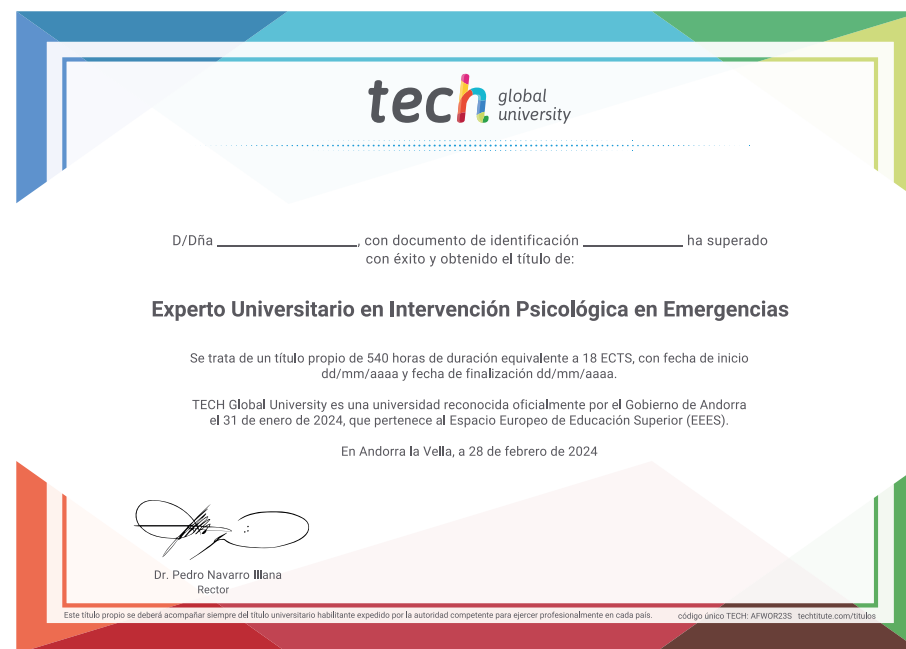 tech global university
D/Dña ____________________, con documento de identificación ______________ ha superado
con éxito y obtenido el título de:
Experto Universitario en Intervención Psicológica en Emergencias
Se trata de un título propio de 540 horas de duración equivalente a 18 ECTS, con fecha de inicio
dd/mm/aaaa y fecha de finalización dd/mm/aaaa.
TECH Global University es una universidad reconocida oficialmente por el Gobierno de Andorra
el 31 de enero de 2024, que pertenece al Espacio Europeo de Educación Superior (EEES).
En Andorra la Vella, a 28 de febrero de 2024
Dr. Pedro Navarro Illana
Rector
Este título propio se deberá acompañar siempre del título universitario habilitante expedido por la autoridad competente para ejercer profesionalmente en cada país. código único TECH: AFWOR23S techtitute.com/titulos